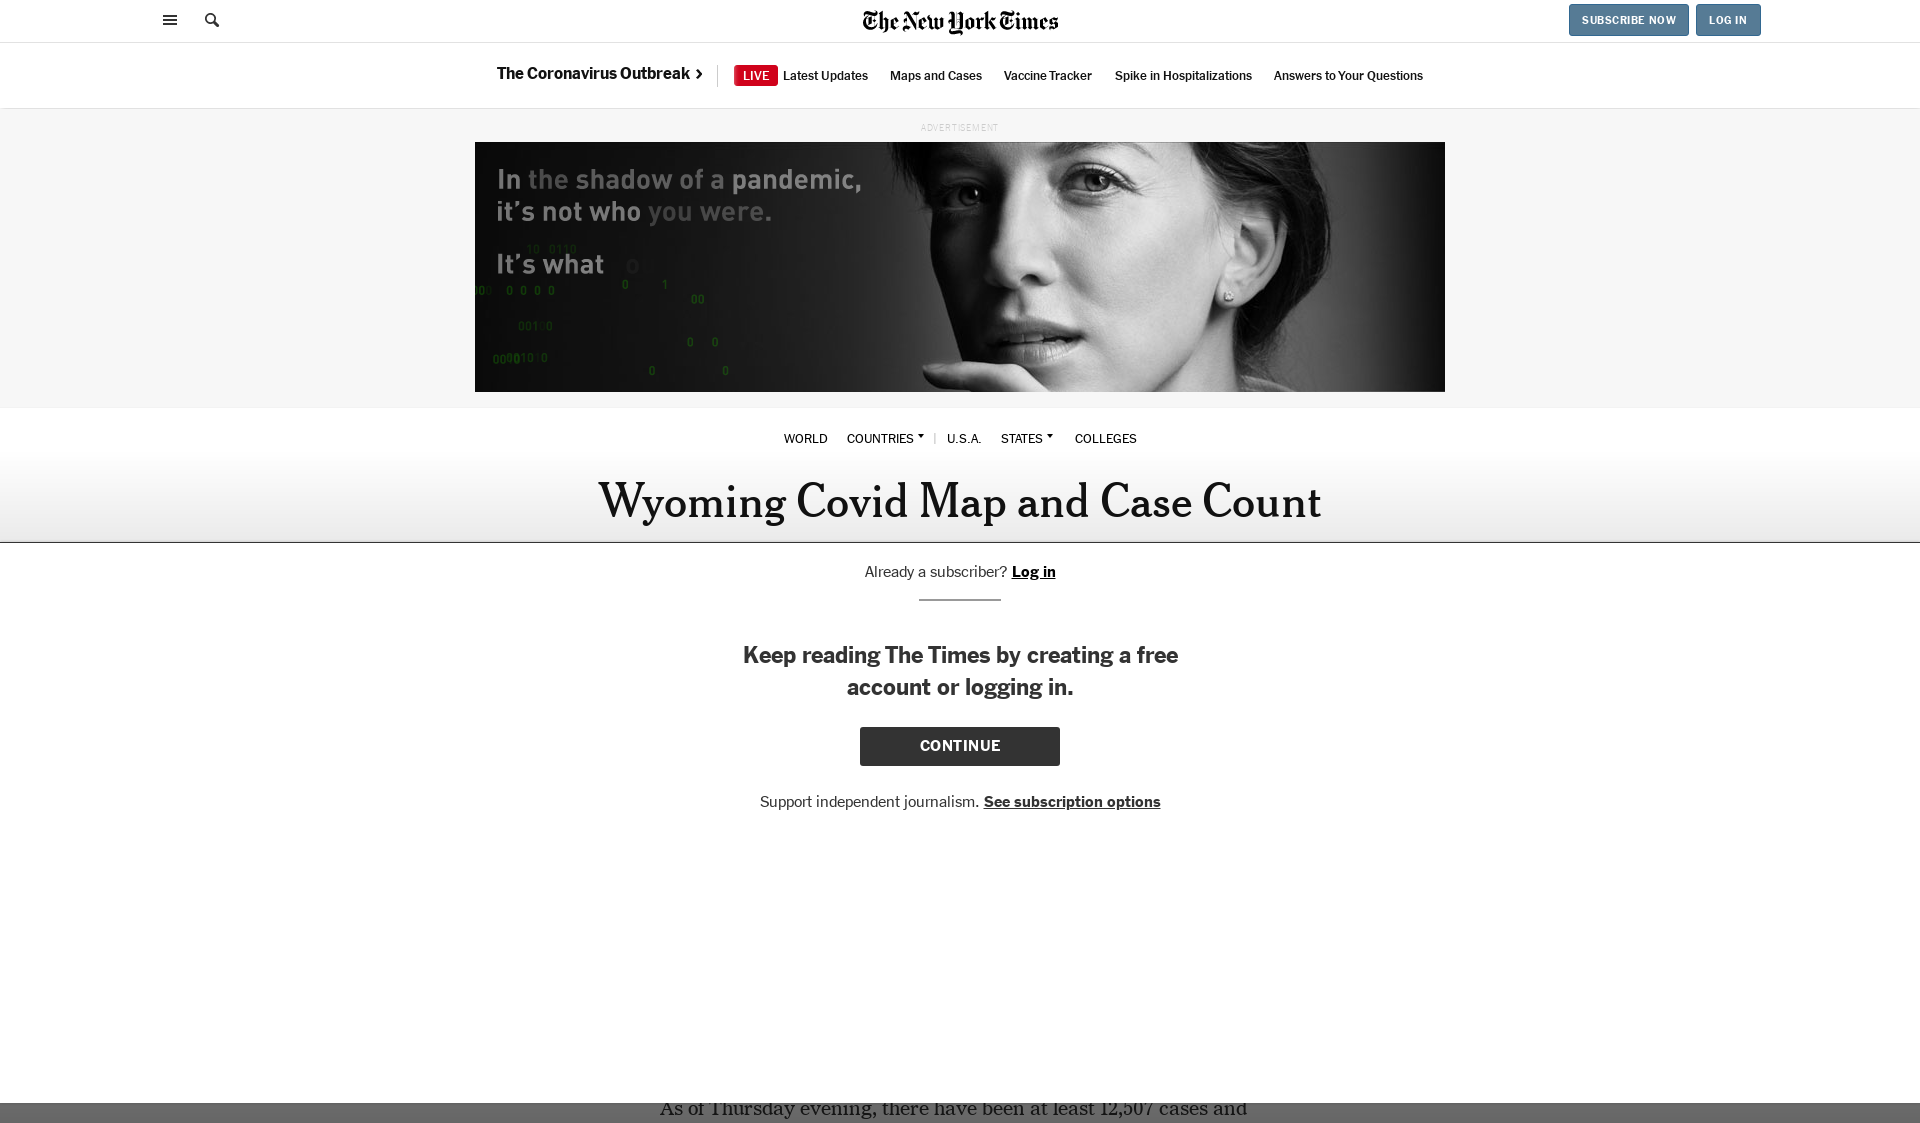 The New York Times
SUBSCRIBE NOW
LOG IN
The Coronavirus Outbreak
LIVE Latest Updates
Maps and Cases
Vaccine Tracker
Spike in Hospitalizations
Answers to Your Questions
ADVERTISEMENT
In the shadow of a pandemic,
it's not who you were.
It's what
WORLD COUNTRIES | U.S.A. STATES COLLEGES
Wyoming Covid Map and Case Count
Already a subscriber? Log in
Keep reading The Times by creating a free
account or logging in.
CONTINUE
Support independent journalism. See subscription options
As of Thursday evening, there have been at least 12,507 cases and